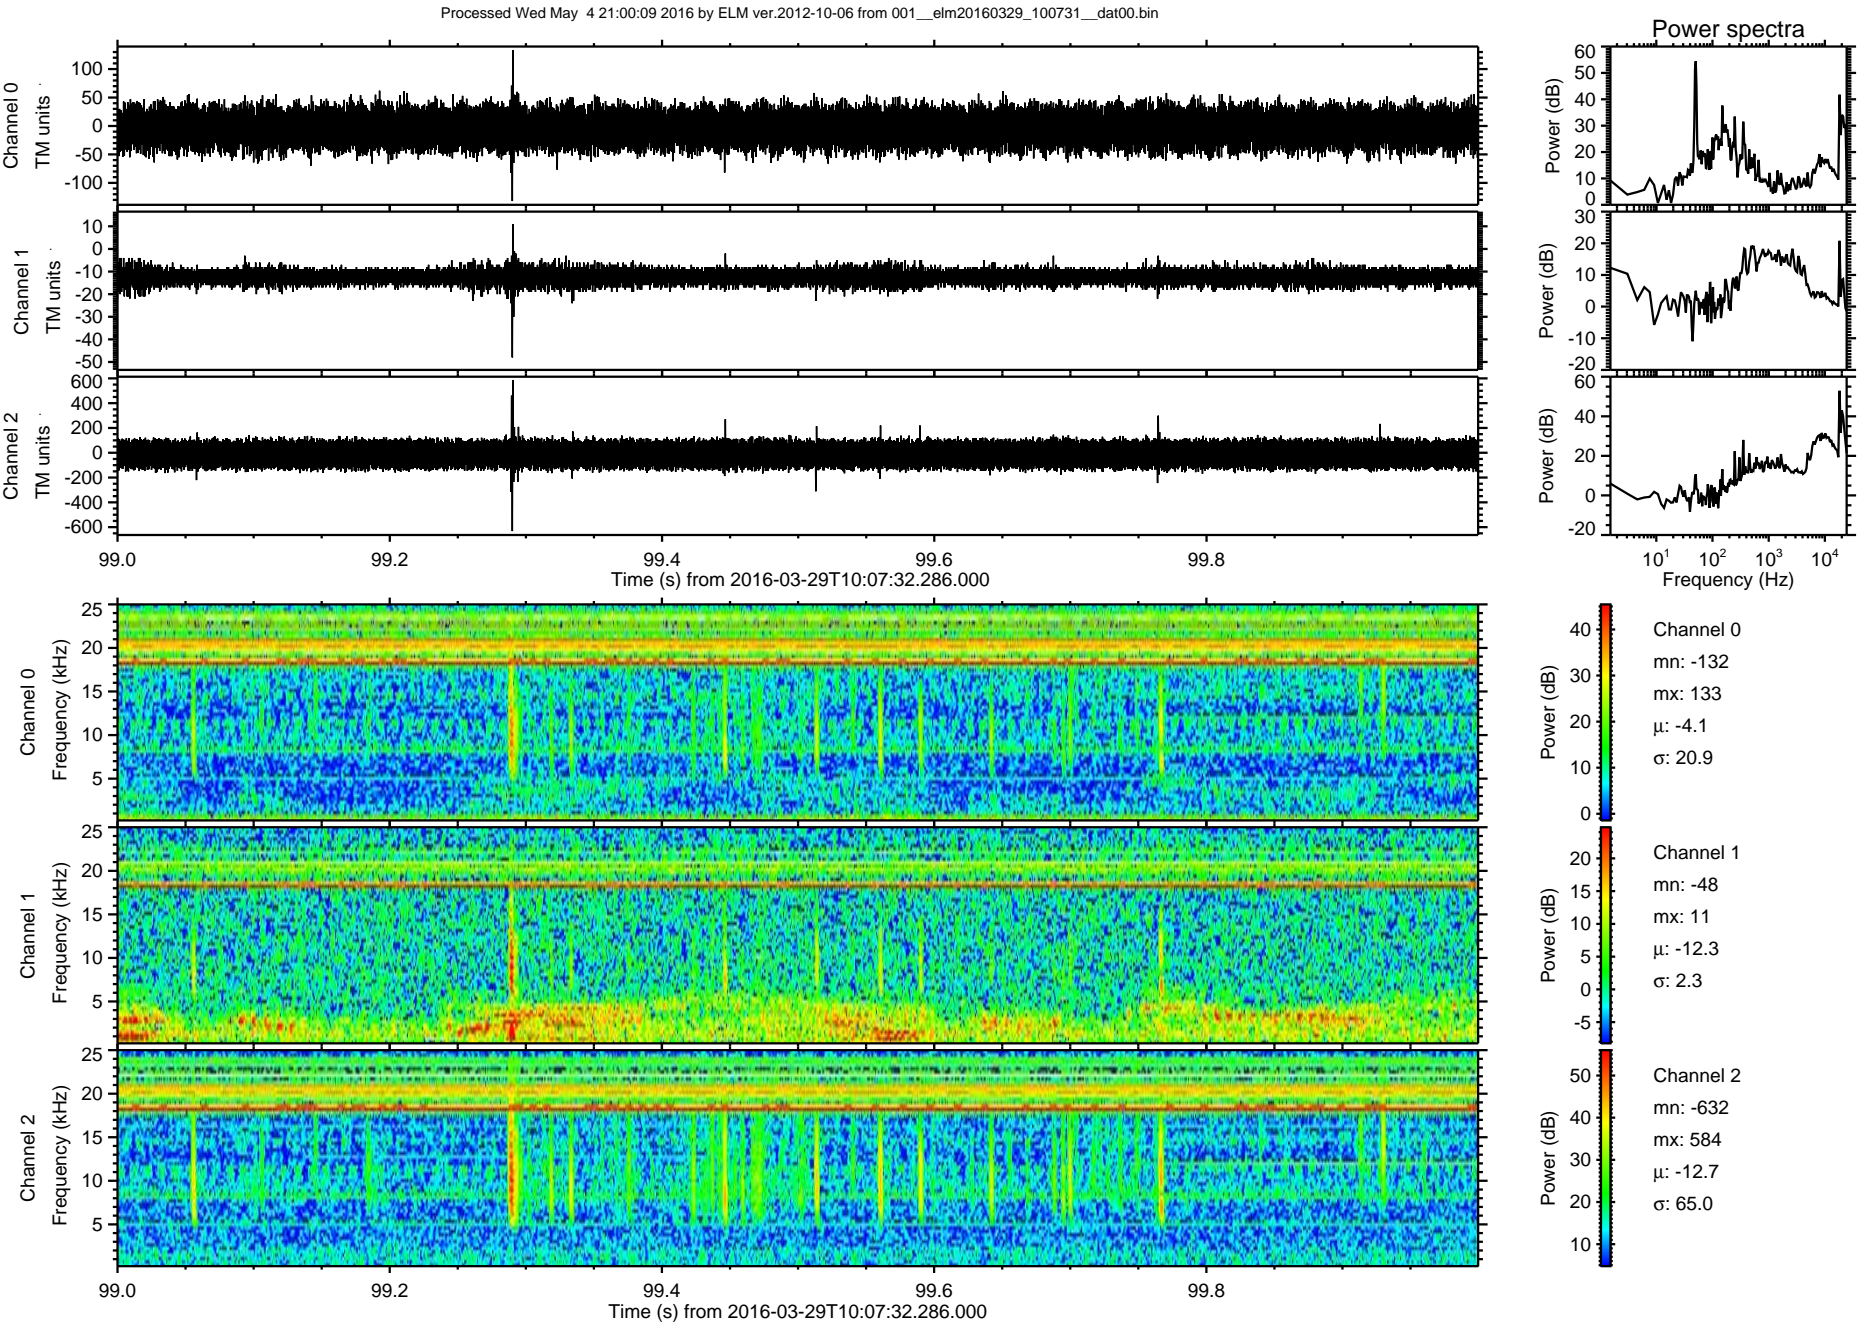 Processed Wed May  4 21:00:09 2016 by ELM ver.2012-10-06 from 001__elm20160329_100731__dat00.bin
Power spectra
Channel 0
TM units
100
50
0
-50
-100
Power (dB)
60
50
40
30
20
10
0
Channel 1
TM units
10
0
-10
-20
-30
-40
-50
Power (dB)
30
20
10
0
-10
-20
Channel 2
TM units
600
400
200
0
-200
-400
-600
Power (dB)
60
40
20
0
-20
99.0 99.2 99.4 99.6 99.8
Time (s) from 2016-03-29T10:07:32.286.000
10¹ 10² 10³ 10⁴
Frequency (Hz)
Channel 0
Frequency (kHz)
25
20
15
10
5
Power (dB)
40
30
20
10
0
Channel 0
mn: -132
mx: 133
μ: -4.1
σ: 20.9
Channel 1
Frequency (kHz)
25
20
15
10
5
Power (dB)
20
15
10
5
0
-5
Channel 1
mn: -48
mx: 11
μ: -12.3
σ: 2.3
Channel 2
Frequency (kHz)
25
20
15
10
5
Power (dB)
50
40
30
20
10
Channel 2
mn: -632
mx: 584
μ: -12.7
σ: 65.0
99.0 99.2 99.4 99.6 99.8
Time (s) from 2016-03-29T10:07:32.286.000